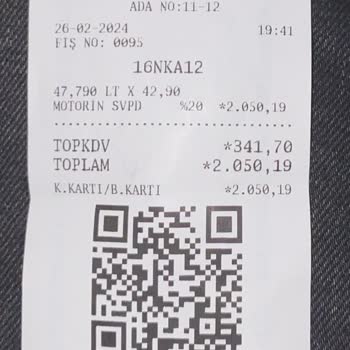 ADA NO:11-12
26-02-2024 19:41
FIŞ NO: 0095
16NKA12
47,790 LT X 42,90
MOTORİN SVPD %20 *2.050,19
TOPKDV *341,70
TOPLAM *2.050,19
K.KARTI/B.KARTI *2.050,19